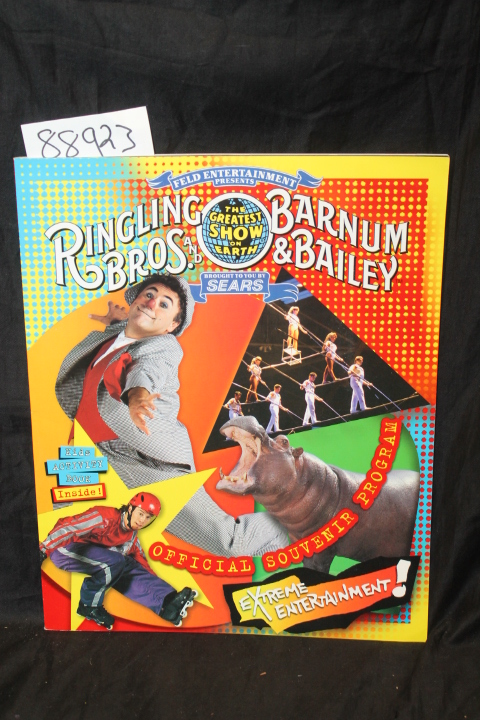 88923
FELD ENTERTAINMENT
PRESENTS
RINGLING BROS. AND
THE GREATEST SHOW ON EARTH
BARNUM & BAILEY
BROUGHT TO YOU BY
SEARS
KIDS
ACTIVITY
BOOK
Inside!
OFFICIAL SOUVENIR PROGRAM
EXTREME
ENTERTAINMENT!